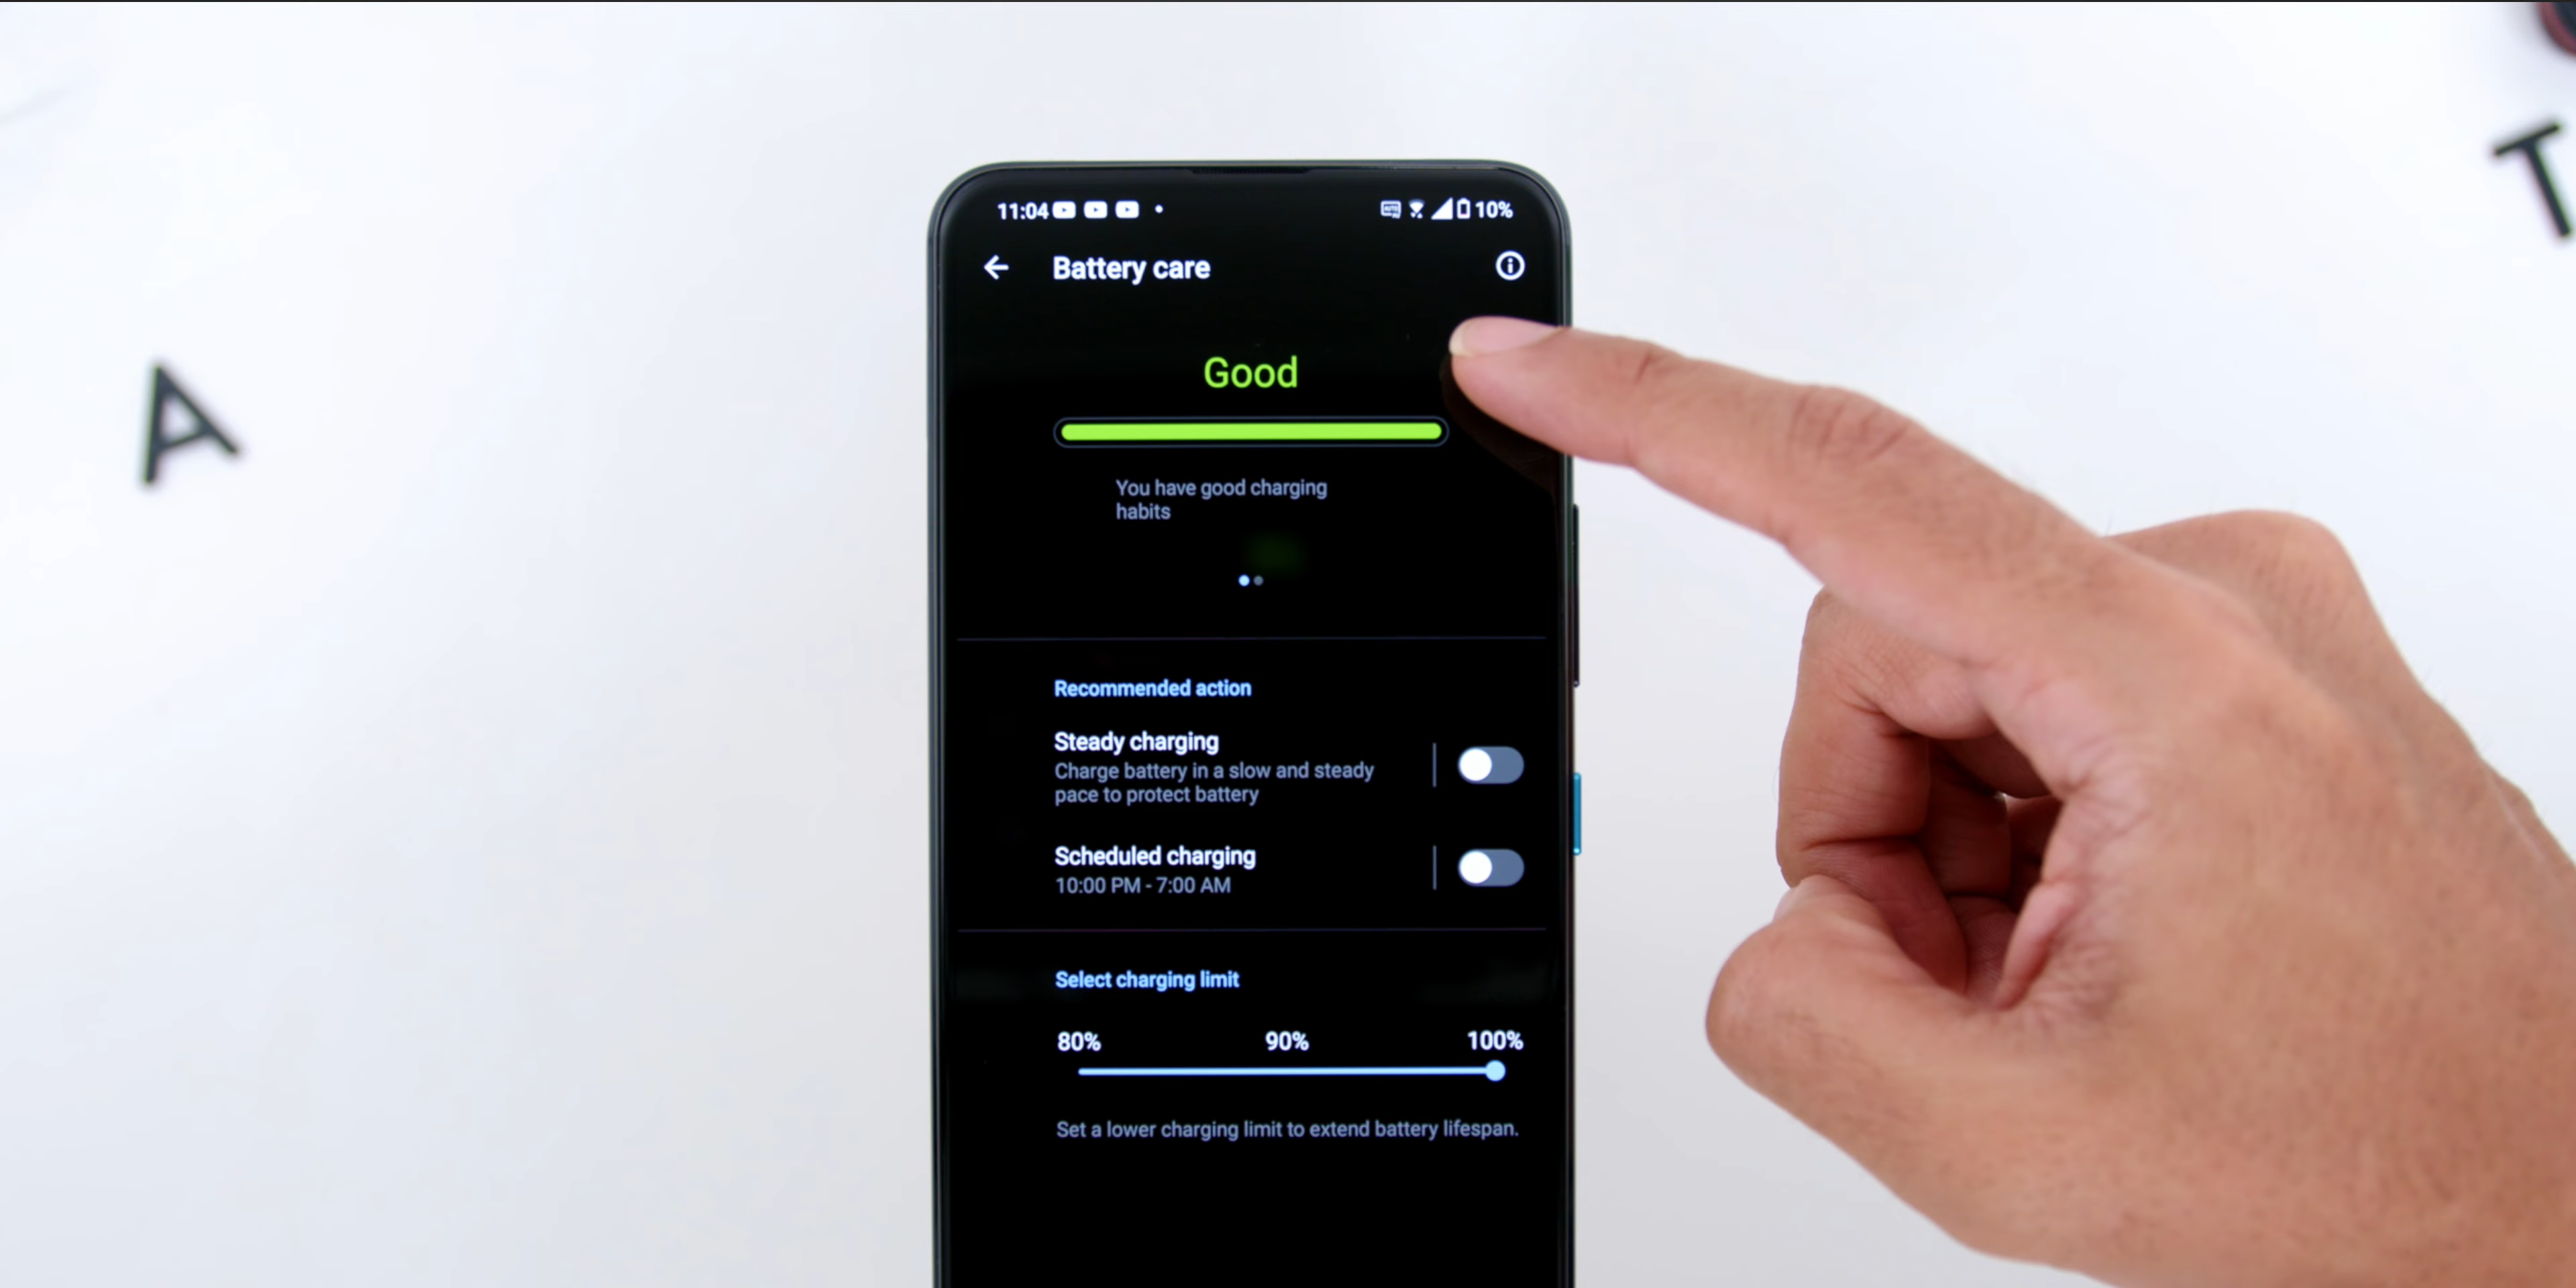 11:04 10%
Battery care
Good
You have good charging
habits
Recommended action
Steady charging
Charge battery in a slow and steady
pace to protect battery
Scheduled charging
10:00 PM - 7:00 AM
Select charging limit
80% 90% 100%
Set a lower charging limit to extend battery lifespan.
A
T